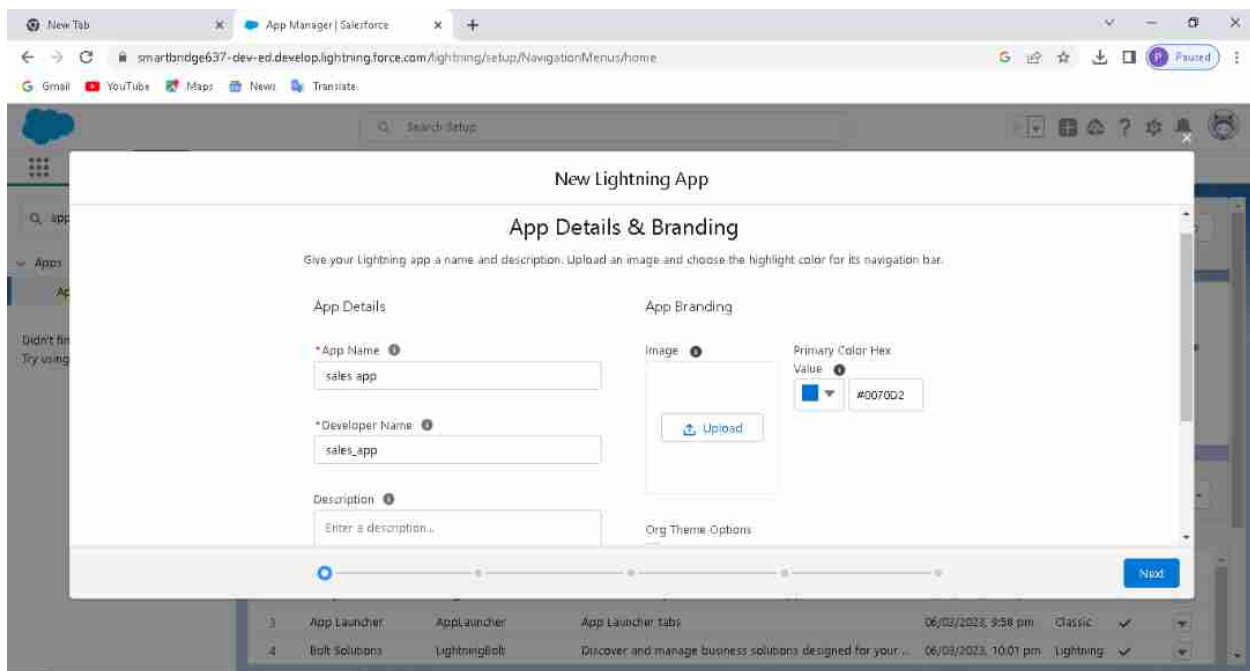 New Tab
App Manager | Salesforce
smartbridge637-dev-ed.develop.lightning.force.com/lightning/setup/NavigationMenus/home
Paused
Gmail YouTube Maps News Translate
Search Setup
New Lightning App
app
App Details & Branding
Give your Lightning app a name and description. Upload an image and choose the highlight color for its navigation bar.
Apps
App Details
App Branding
Didn't fin
Try using
*App Name
Image
Primary Color Hex
Value
sales app
#0070D2
Upload
*Developer Name
sales_app
Description
Enter a description...
Org Theme Options
Next
3 App Launcher AppLauncher App Launcher tabs 06/03/2023, 9:58 pm Classic
4 Bolt Solutions LightningBolt Discover and manage business solutions designed for your ... 06/03/2023, 10:01 pm Lightning